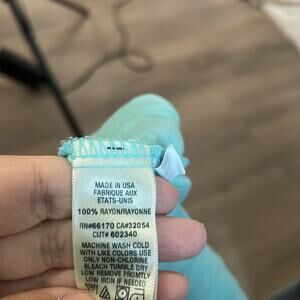 MADE IN USA
FABRIQUE AUX
ETATS-UNIS
100% RAYON/RAYONNE
RN#66170 CA#32054
CUT# 602340
MACHINE WASH COLD
WITH LIKE COLORS USE
ONLY NON-CHLORINE
BLEACH TUMBLE DRY
LOW REMOVE PROMTLY
LOW IRON IF NEEDED